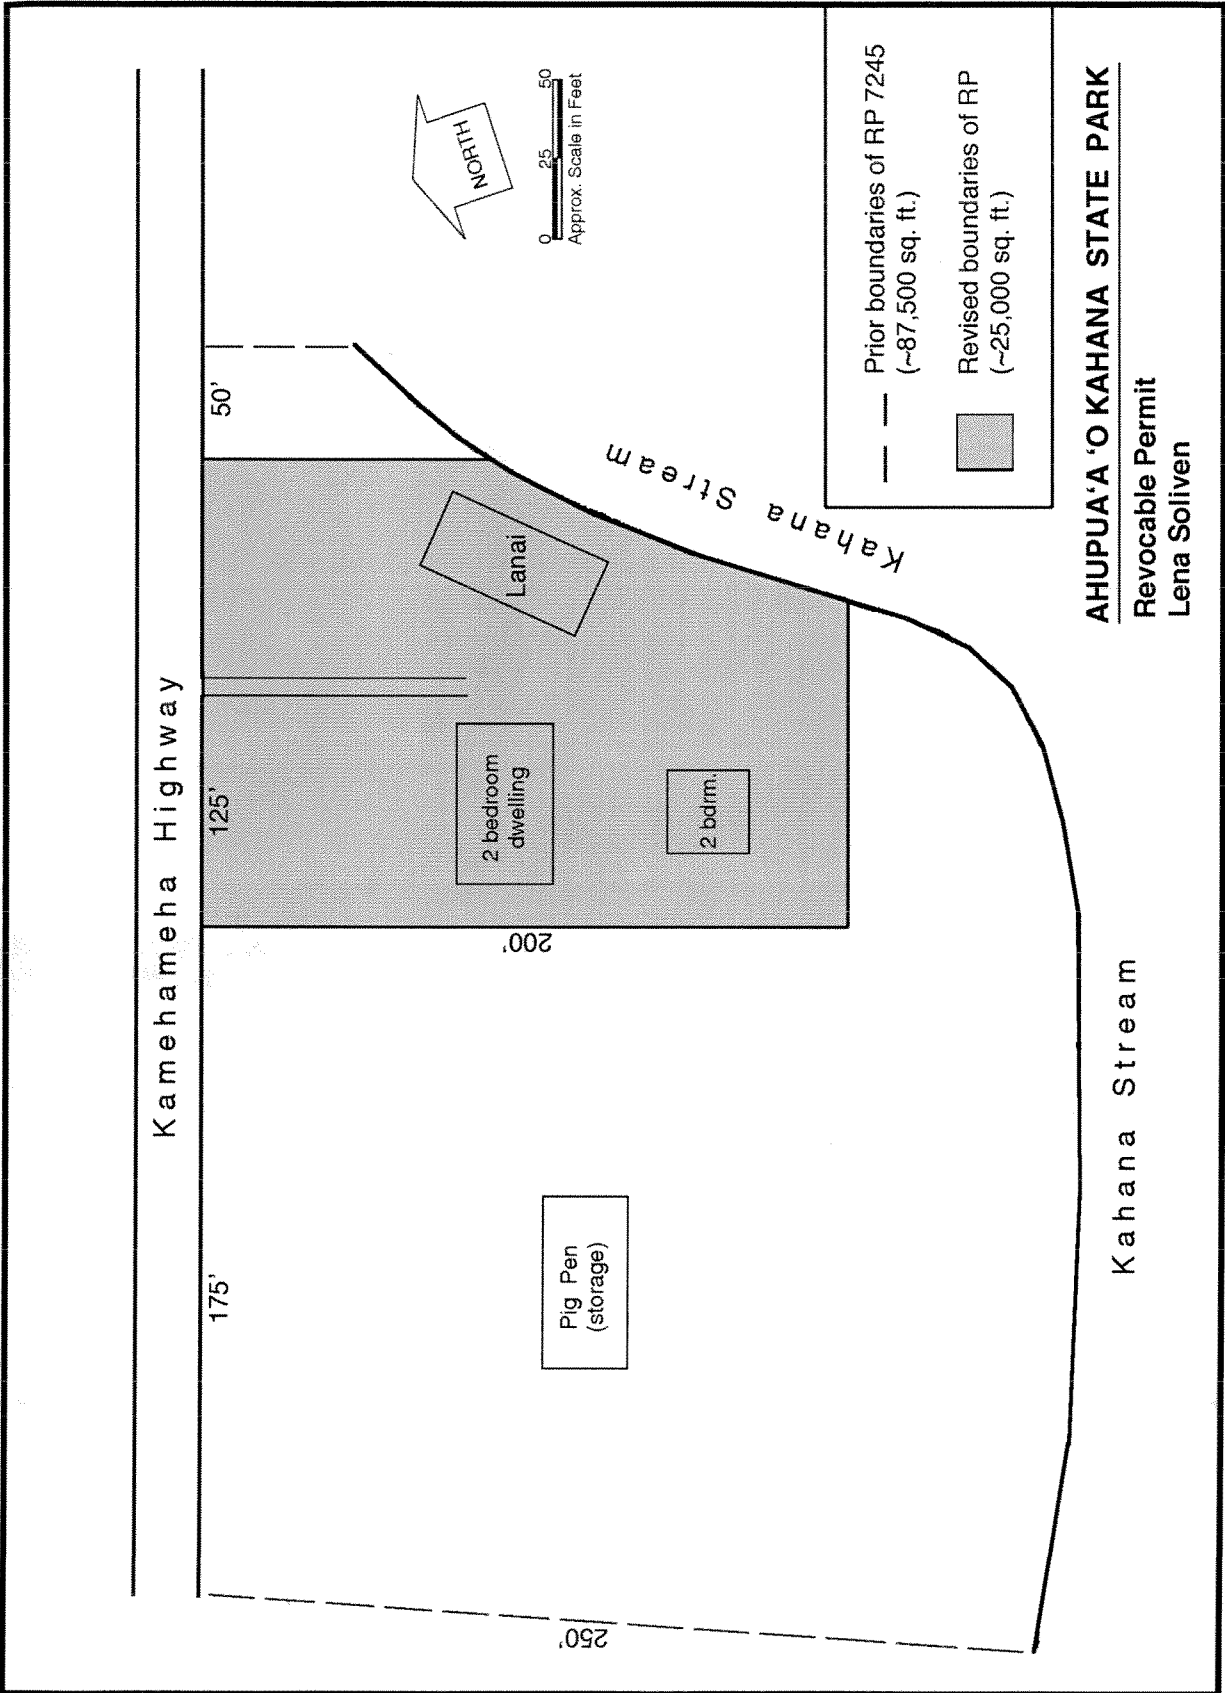 Kamehameha Highway
175'
125'
50'
250'
200'
Pig Pen
(storage)
2 bedroom
dwelling
2 bdrm.
Lanai
Kahana Stream
Kahana Stream
NORTH
0 25 50
Approx. Scale in Feet
Prior boundaries of RP 7245
(~87,500 sq. ft.)
Revised boundaries of RP
(~25,000 sq. ft.)
AHUPUA‘A ‘O KAHANA STATE PARK
Revocable Permit
Lena Soliven